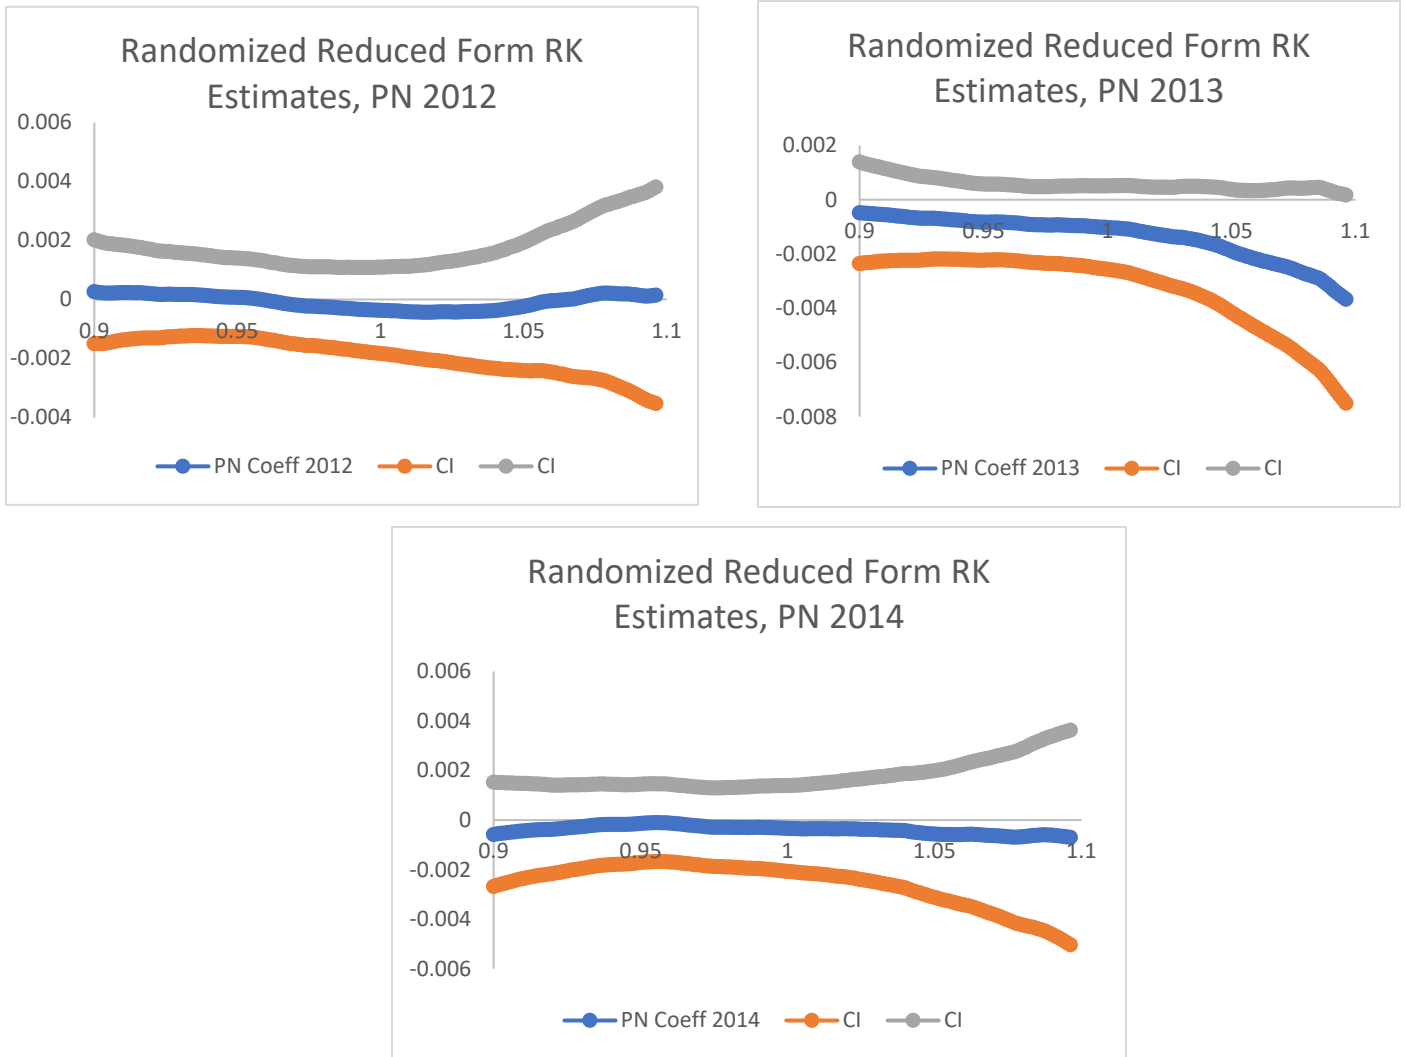 Randomized Reduced Form RK
Estimates, PN 2012
0.006
0.004
0.002
0
-0.002
-0.004
0.9 0.95 1 1.05 1.1
PN Coeff 2012 CI CI
Randomized Reduced Form RK
Estimates, PN 2013
0.002
0
-0.002
-0.004
-0.006
-0.008
0.9 0.95 1 1.05 1.1
PN Coeff 2013 CI CI
Randomized Reduced Form RK
Estimates, PN 2014
0.006
0.004
0.002
0
-0.002
-0.004
-0.006
0.9 0.95 1 1.05 1.1
PN Coeff 2014 CI CI